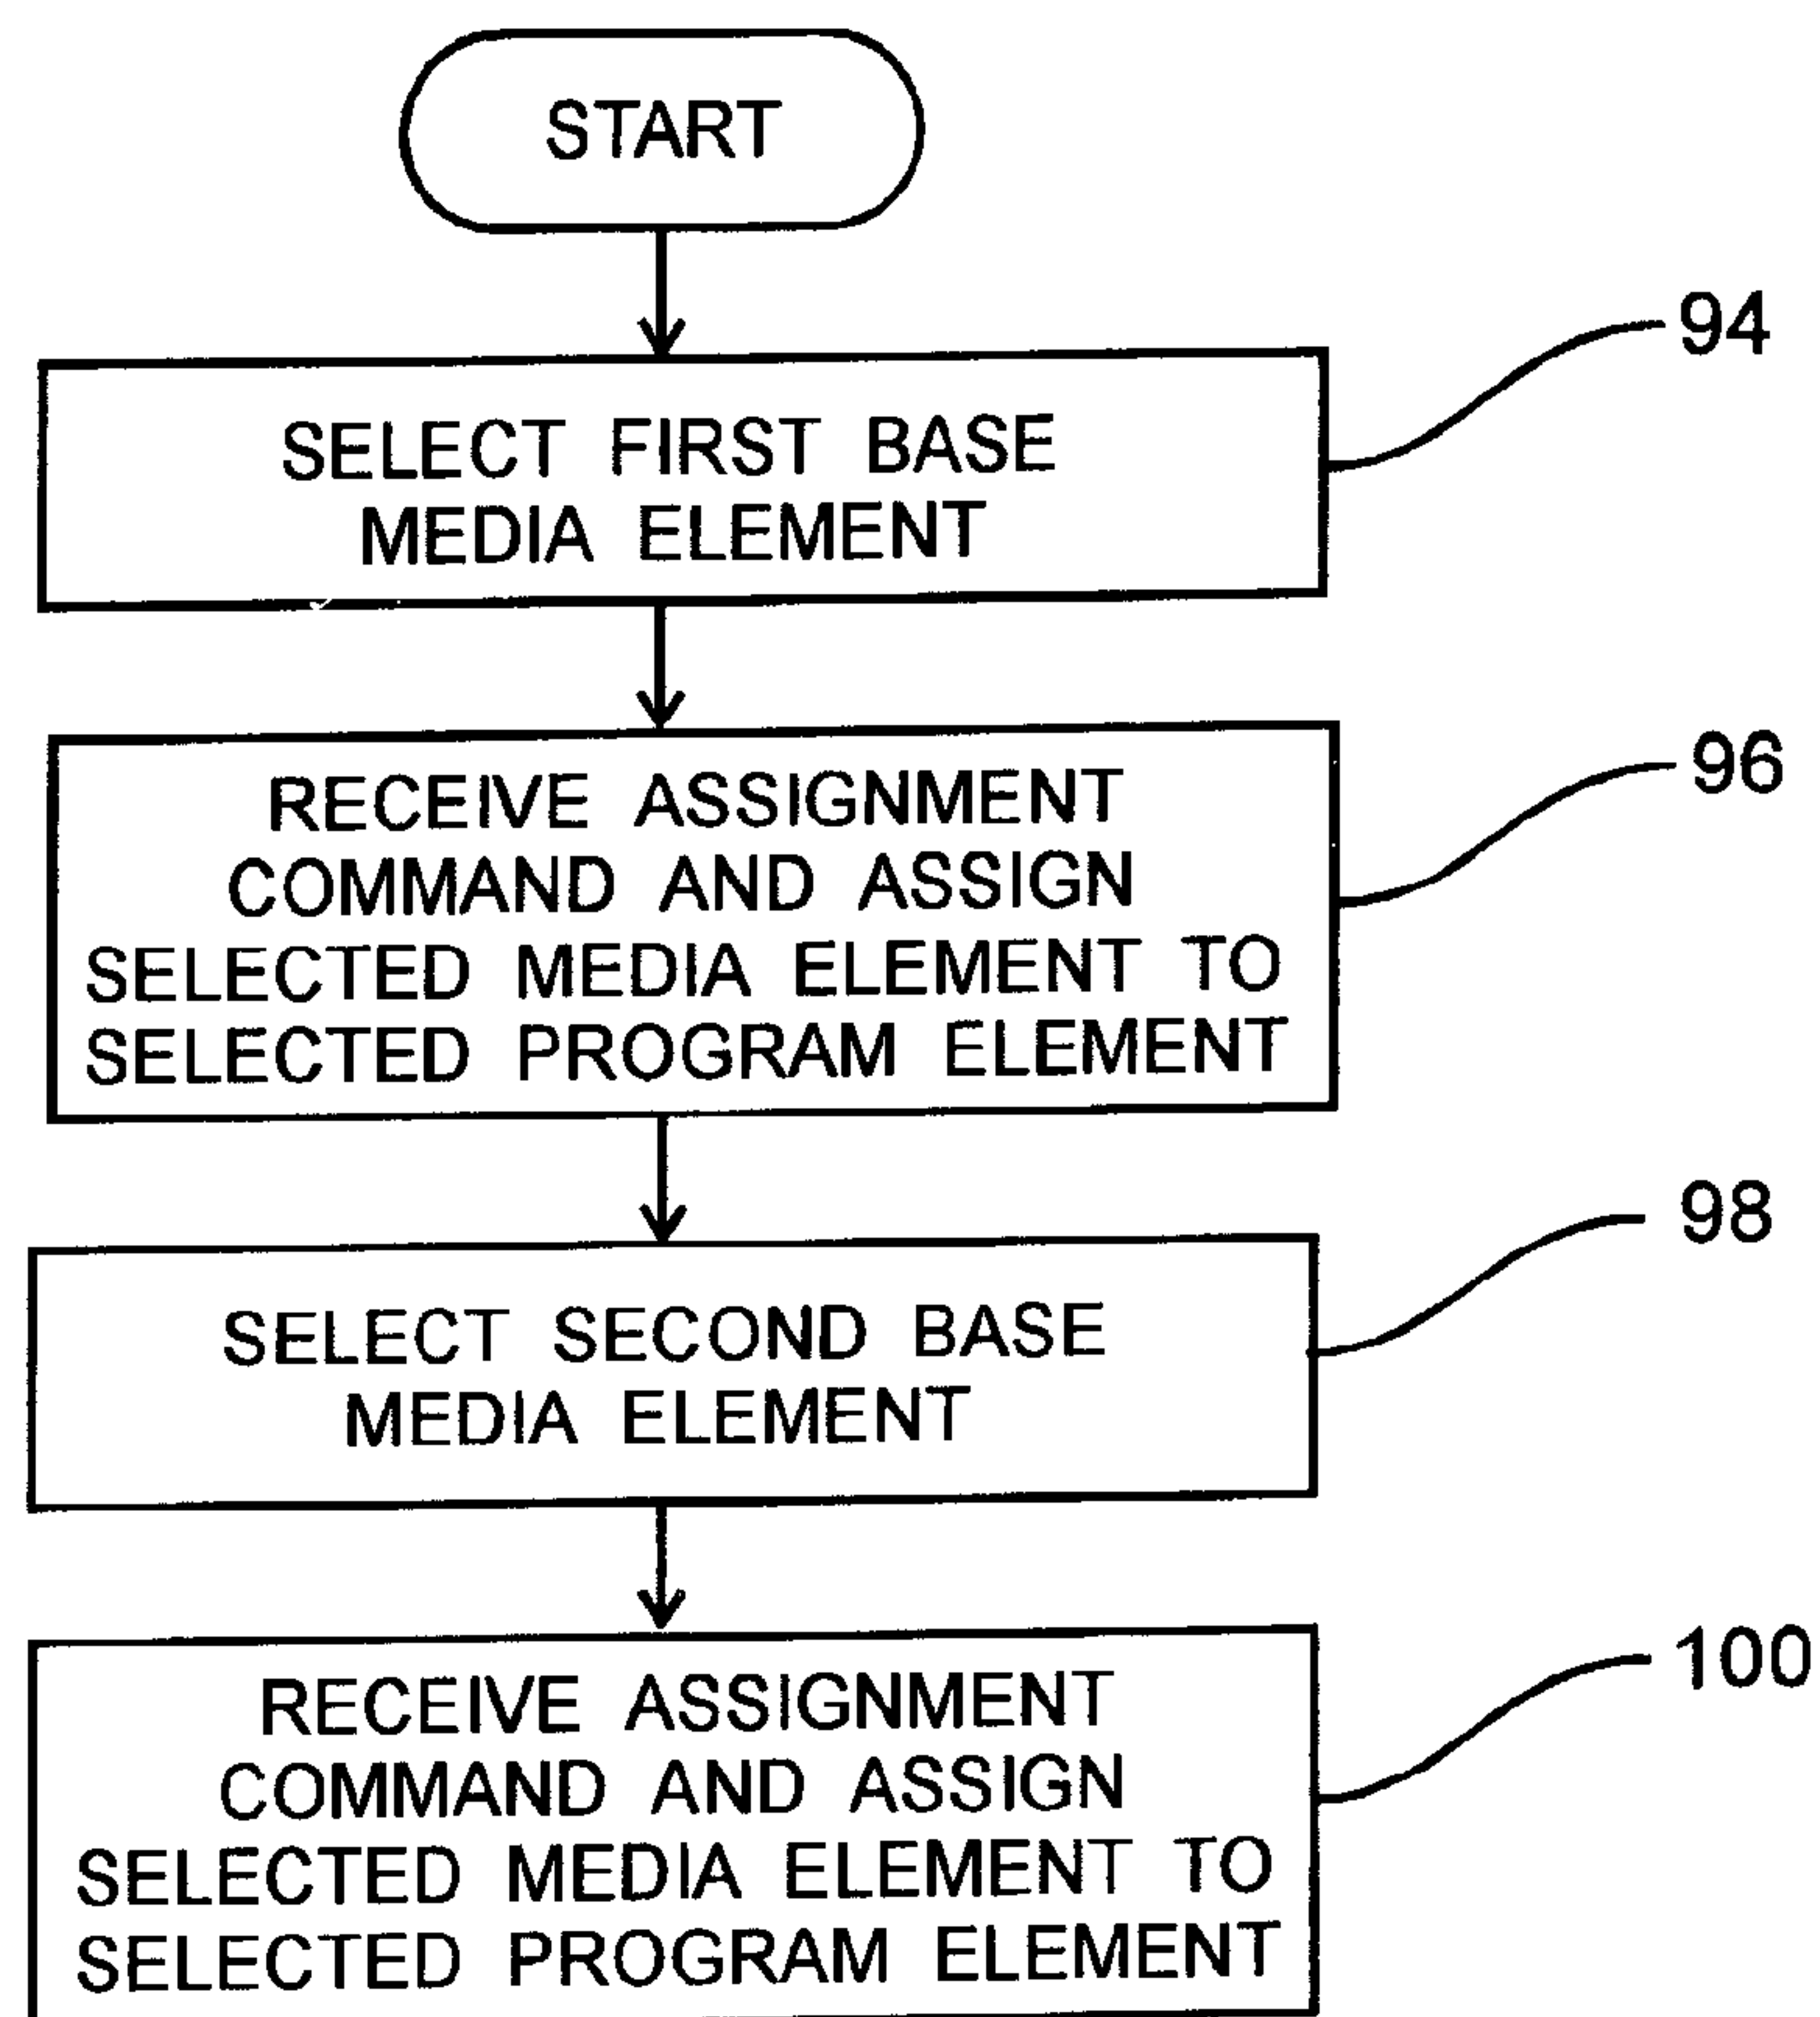 START
94
SELECT FIRST BASE
MEDIA ELEMENT
96
RECEIVE ASSIGNMENT
COMMAND AND ASSIGN
SELECTED MEDIA ELEMENT TO
SELECTED PROGRAM ELEMENT
98
SELECT SECOND BASE
MEDIA ELEMENT
100
RECEIVE ASSIGNMENT
COMMAND AND ASSIGN
SELECTED MEDIA ELEMENT TO
SELECTED PROGRAM ELEMENT